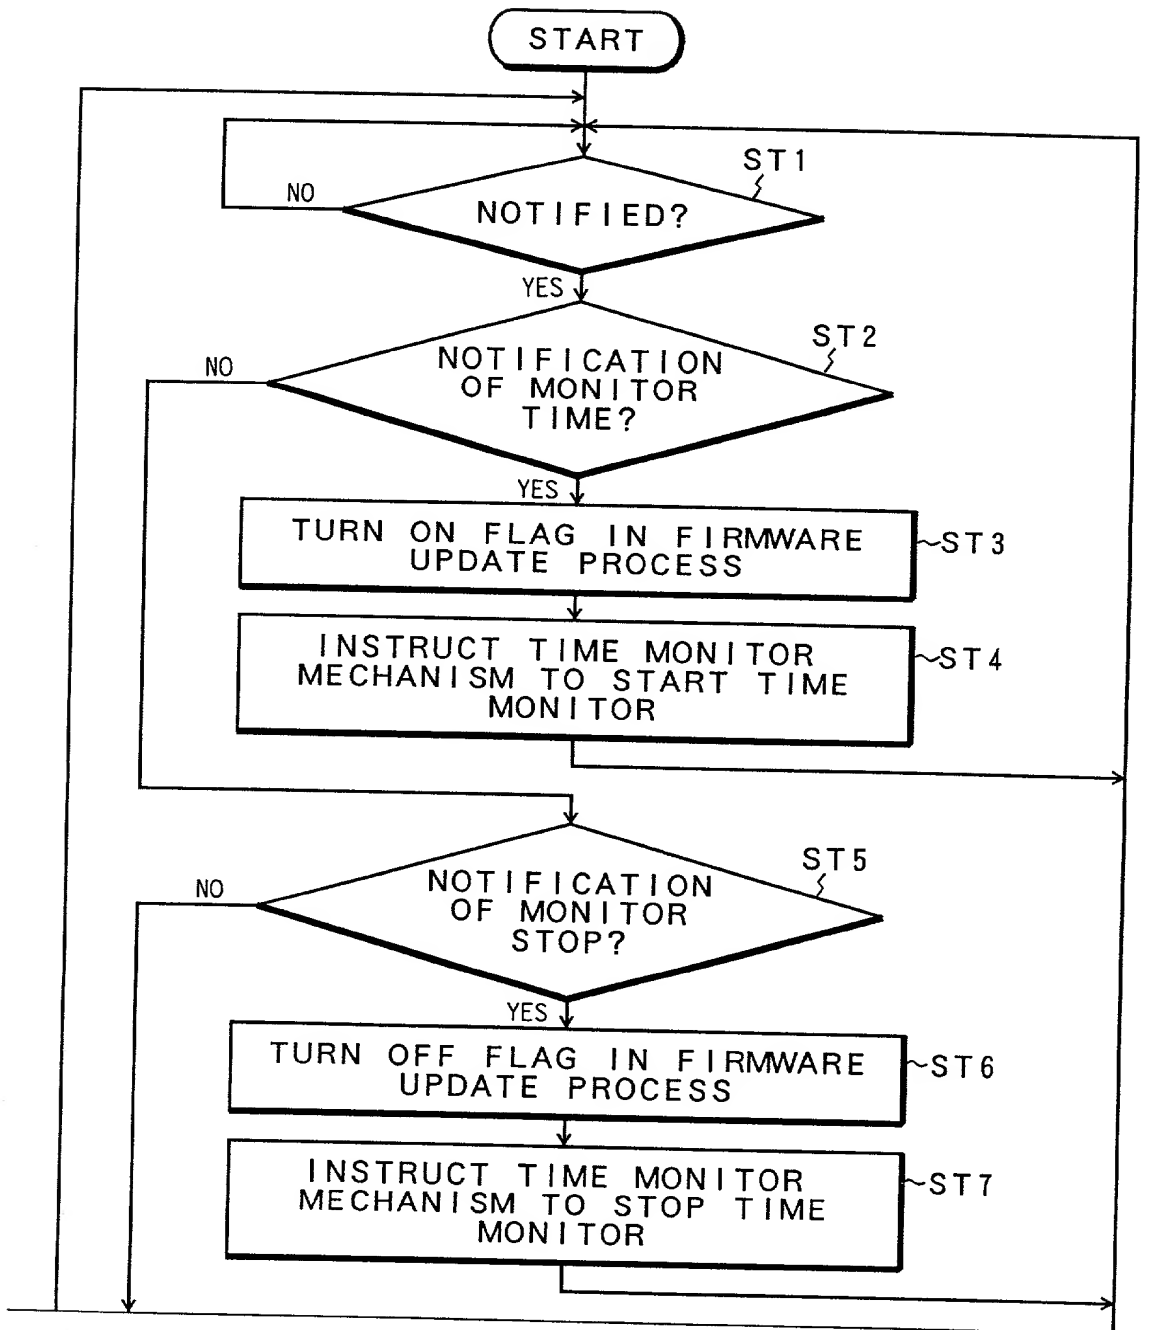 START
ST1
NO
NOTIFIED?
YES
ST2
NO
NOTIFICATION
OF MONITOR
TIME?
YES
TURN ON FLAG IN FIRMWARE
UPDATE PROCESS
ST3
INSTRUCT TIME MONITOR
MECHANISM TO START TIME
MONITOR
ST4
ST5
NO
NOTIFICATION
OF MONITOR
STOP?
YES
TURN OFF FLAG IN FIRMWARE
UPDATE PROCESS
ST6
INSTRUCT TIME MONITOR
MECHANISM TO STOP TIME
MONITOR
ST7